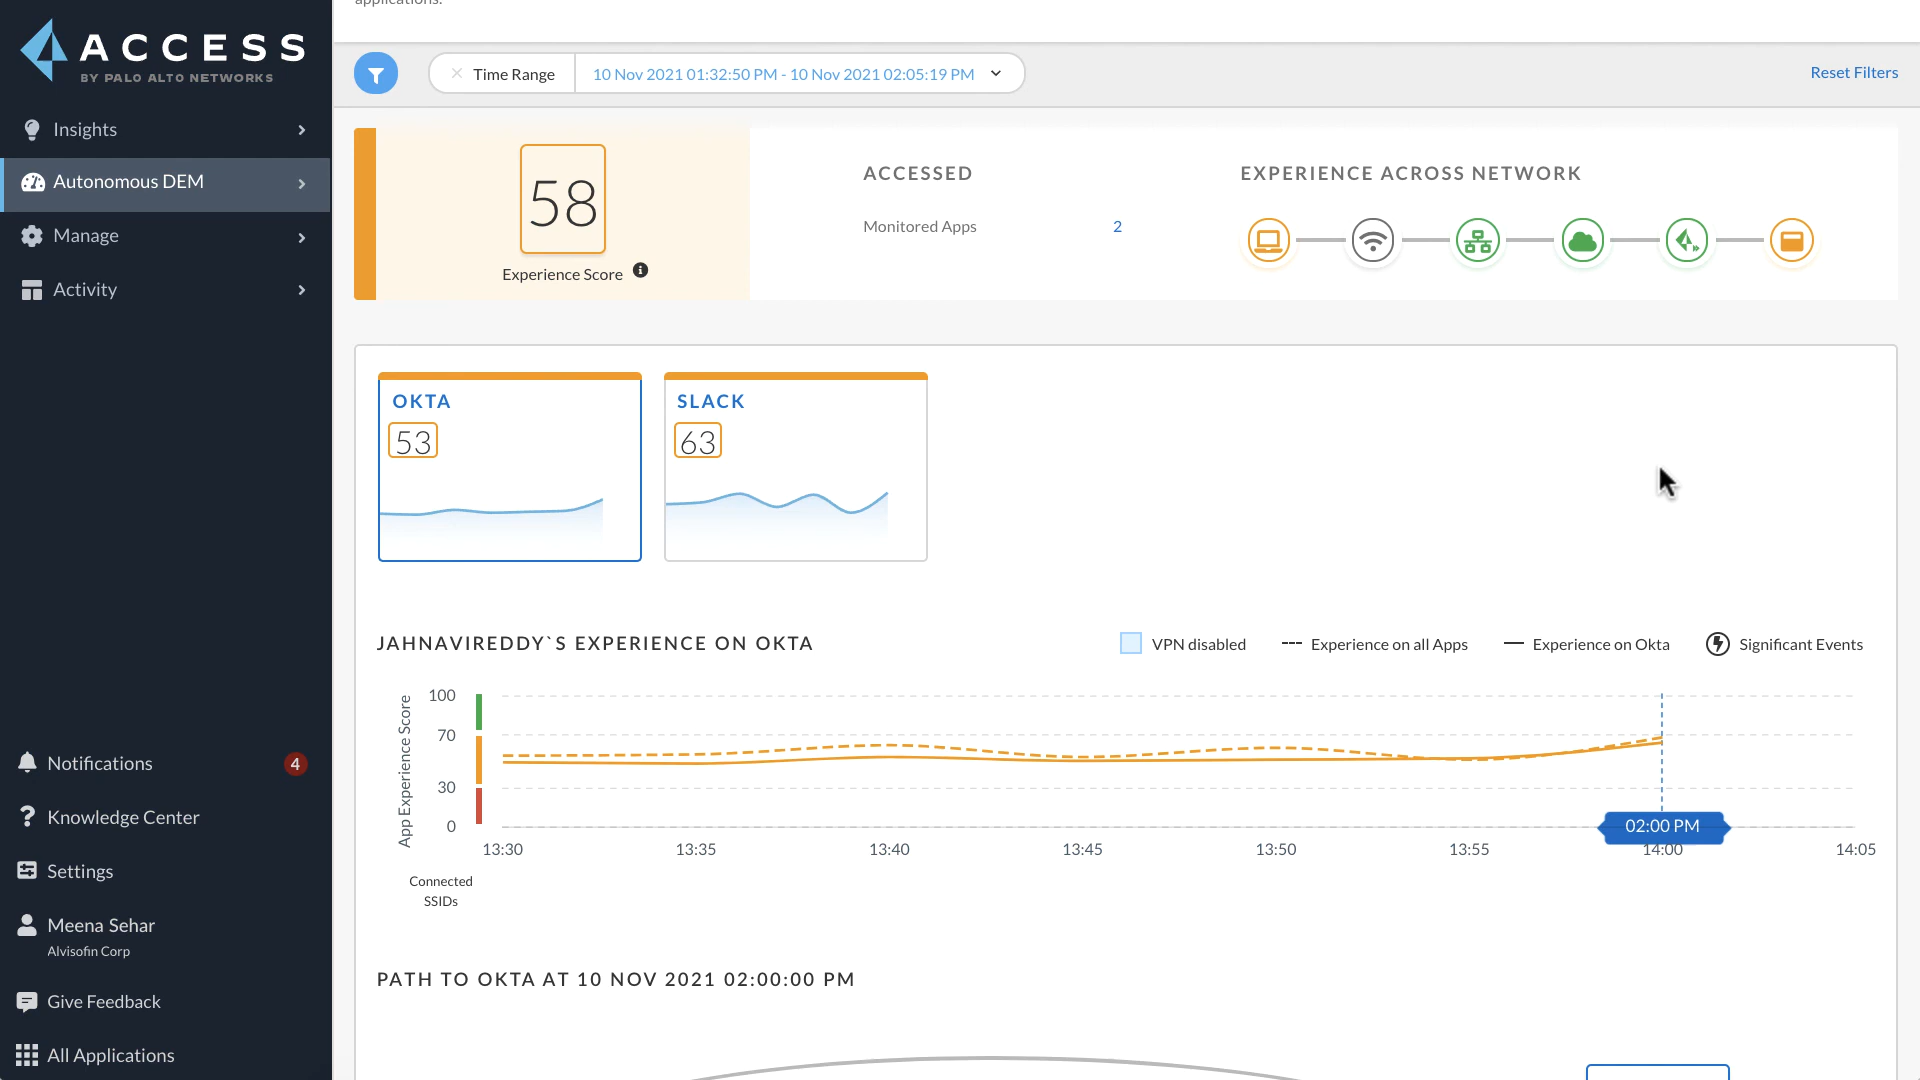 applications.
ACCESS
BY PALO ALTO NETWORKS
Insights
Autonomous DEM
Manage
Activity
Notifications
4
Knowledge Center
Settings
Meena Sehar
Alvisofin Corp
Give Feedback
All Applications
Time Range
10 Nov 2021 01:32:50 PM - 10 Nov 2021 02:05:19 PM
Reset Filters
58
Experience Score
ACCESSED
Monitored Apps 2
EXPERIENCE ACROSS NETWORK
OKTA
53
SLACK
63
JAHNAVIREDDY`S EXPERIENCE ON OKTA
VPN disabled
Experience on all Apps
Experience on Okta
Significant Events
App Experience Score
100
70
30
0
02:00 PM
13:30 13:35 13:40 13:45 13:50 13:55 14:00 14:05
Connected
SSIDs
PATH TO OKTA AT 10 NOV 2021 02:00:00 PM